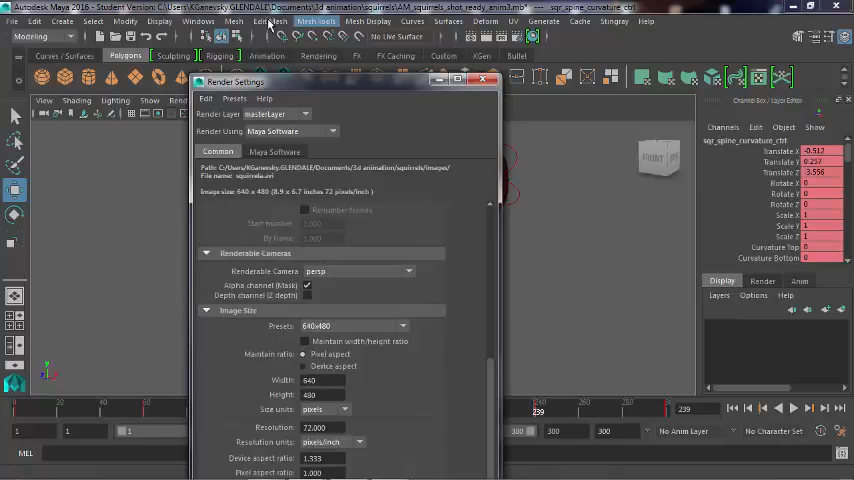 Autodesk Maya 2016 - Student Version: C:\Users\KGanevsky.GLENDALE\Documents\3d animation\squirrels\AM_squirrels_shot_ready_anim3.mb* --- sqr_spine_curvature_ctrl
File Edit Create Select Modify Display Windows Mesh Edit Mesh Mesh Tools Mesh Display Curves Surfaces Deform UV Generate Cache Stringray Help
Modeling No Live Surface
Curves / Surfaces Polygons Sculpting Rigging Animation Rendering FX FX Caching Custom XGen Bullet
Render Settings
Channel Box / Layer Editor
View Shading Lighting Show
Edit Presets Help
Render Layer masterLayer
Render Using Maya Software
Common Maya Software
Path: C:/Users/KGanevsky.GLENDALE/Documents/3d animation/squirrels/images/
File name: squirrels.avi
Image size: 640 x 480 (8.9 x 6.7 inches 72 pixels/inch )
Renumber frames
Start number: 1.000
By frame: 1.000
Renderable Cameras
Renderable Camera persp
Alpha channel (Mask)
Depth channel (Z depth)
Image Size
Presets: 640x480
Maintain width/height ratio
Maintain ratio: Pixel aspect
Device aspect
Width: 640
Height: 480
Size units: pixels
Resolution: 72.000
Resolution units: pixels/inch
Device aspect ratio: 1.333
Pixel aspect ratio: 1.000
FRONT
Channels Edit Object Show
sqr_spine_curvature_ctrl
Translate X -0.512
Translate Y 0.257
Translate Z -3.556
Rotate X 0
Rotate Y 0
Rotate Z 0
Scale X 1
Scale Y 1
Scale Z 1
Curvature Top 0
Curvature Bottom 0
Display Render Anim
Layers Options Help
0 60 240 239 239
1 1 1 300 300 300 No Anim Layer No Character Set
MEL